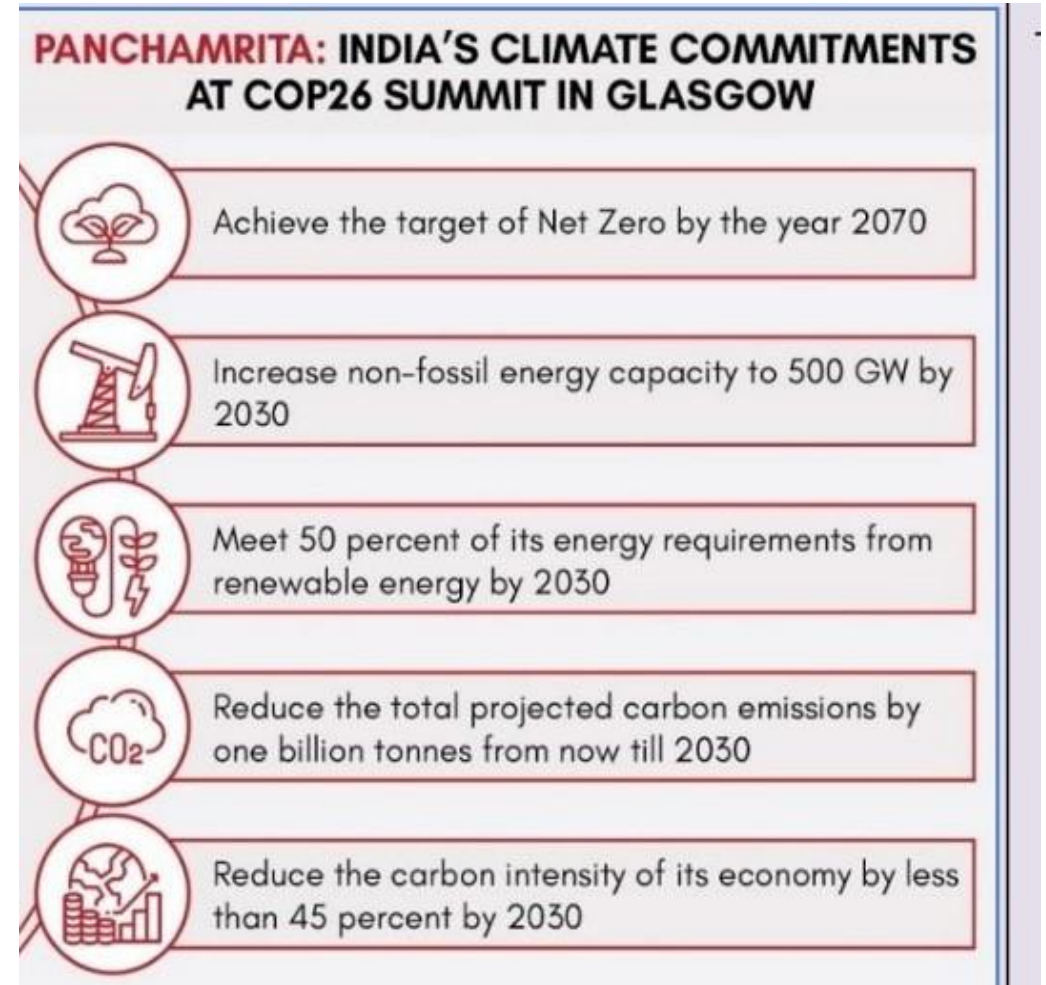 PANCHAMRITA: INDIA'S CLIMATE COMMITMENTS
AT COP26 SUMMIT IN GLASGOW
Achieve the target of Net Zero by the year 2070
Increase non-fossil energy capacity to 500 GW by
2030
Meet 50 percent of its energy requirements from
renewable energy by 2030
Reduce the total projected carbon emissions by
one billion tonnes from now till 2030
CO2
Reduce the carbon intensity of its economy by less
than 45 percent by 2030